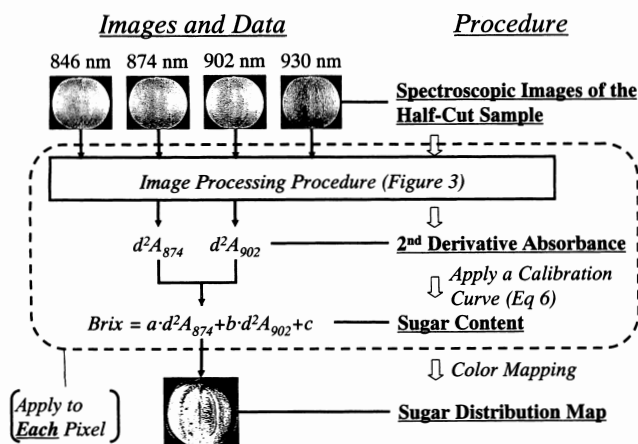 Images and Data
Procedure
846 nm 874 nm 902 nm 930 nm
Spectroscopic Images of the
Half-Cut Sample
Image Processing Procedure (Figure 3)
d²A₈₇₄ d²A₉₀₂
2nd Derivative Absorbance
Apply a Calibration
Curve (Eq 6)
Brix = a·d²A₈₇₄+b·d²A₉₀₂+c
Sugar Content
Color Mapping
Apply to
Each Pixel
Sugar Distribution Map